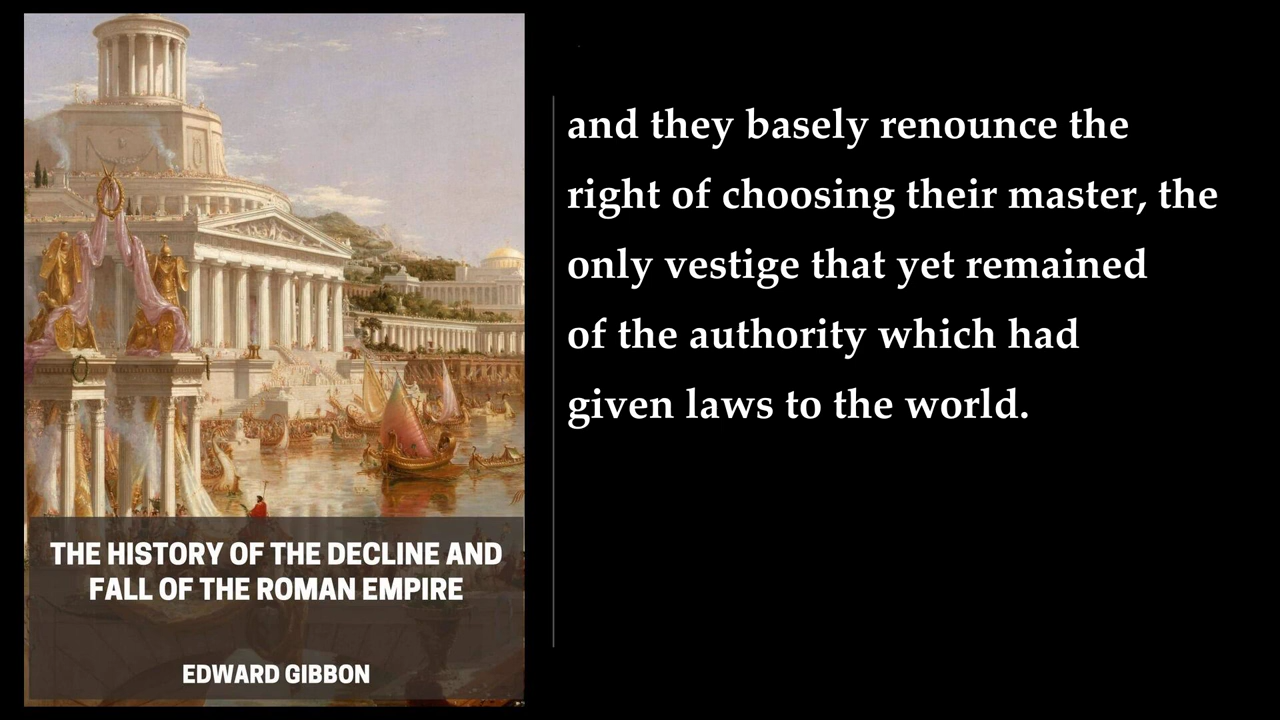 and they basely renounce the
right of choosing their master, the
only vestige that yet remained
of the authority which had
given laws to the world.
THE HISTORY OF THE DECLINE AND
FALL OF THE ROMAN EMPIRE
EDWARD GIBBON